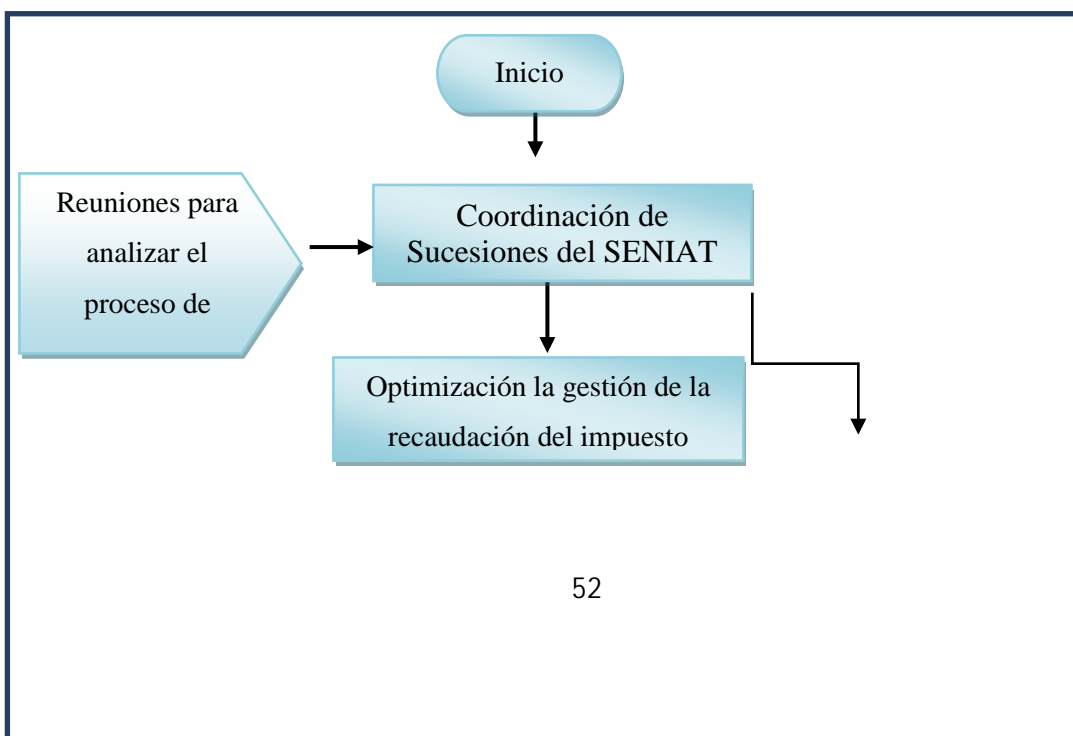 Inicio
Reuniones para
analizar el
proceso de
Coordinación de
Sucesiones del SENIAT
Optimización la gestión de la
recaudación del impuesto
52